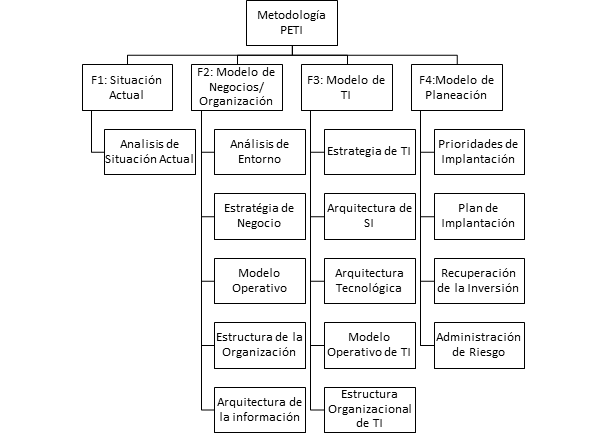 Metodología
PETI
F1: Situación
Actual
Analisis de
Situación Actual
F2: Modelo de
Negocios/
Organización
Análisis de
Entorno
Estratégia de
Negocio
Modelo
Operativo
Estructura de la
Organización
Arquitectura de
la información
F3: Modelo de
TI
Estrategia de TI
Arquitectura de
SI
Arquitectura
Tecnológica
Modelo
Operativo de TI
Estructura
Organizacional
de TI
F4:Modelo de
Planeación
Prioridades de
Implantación
Plan de
Implantación
Recuperación
de la Inversión
Administración
de Riesgo